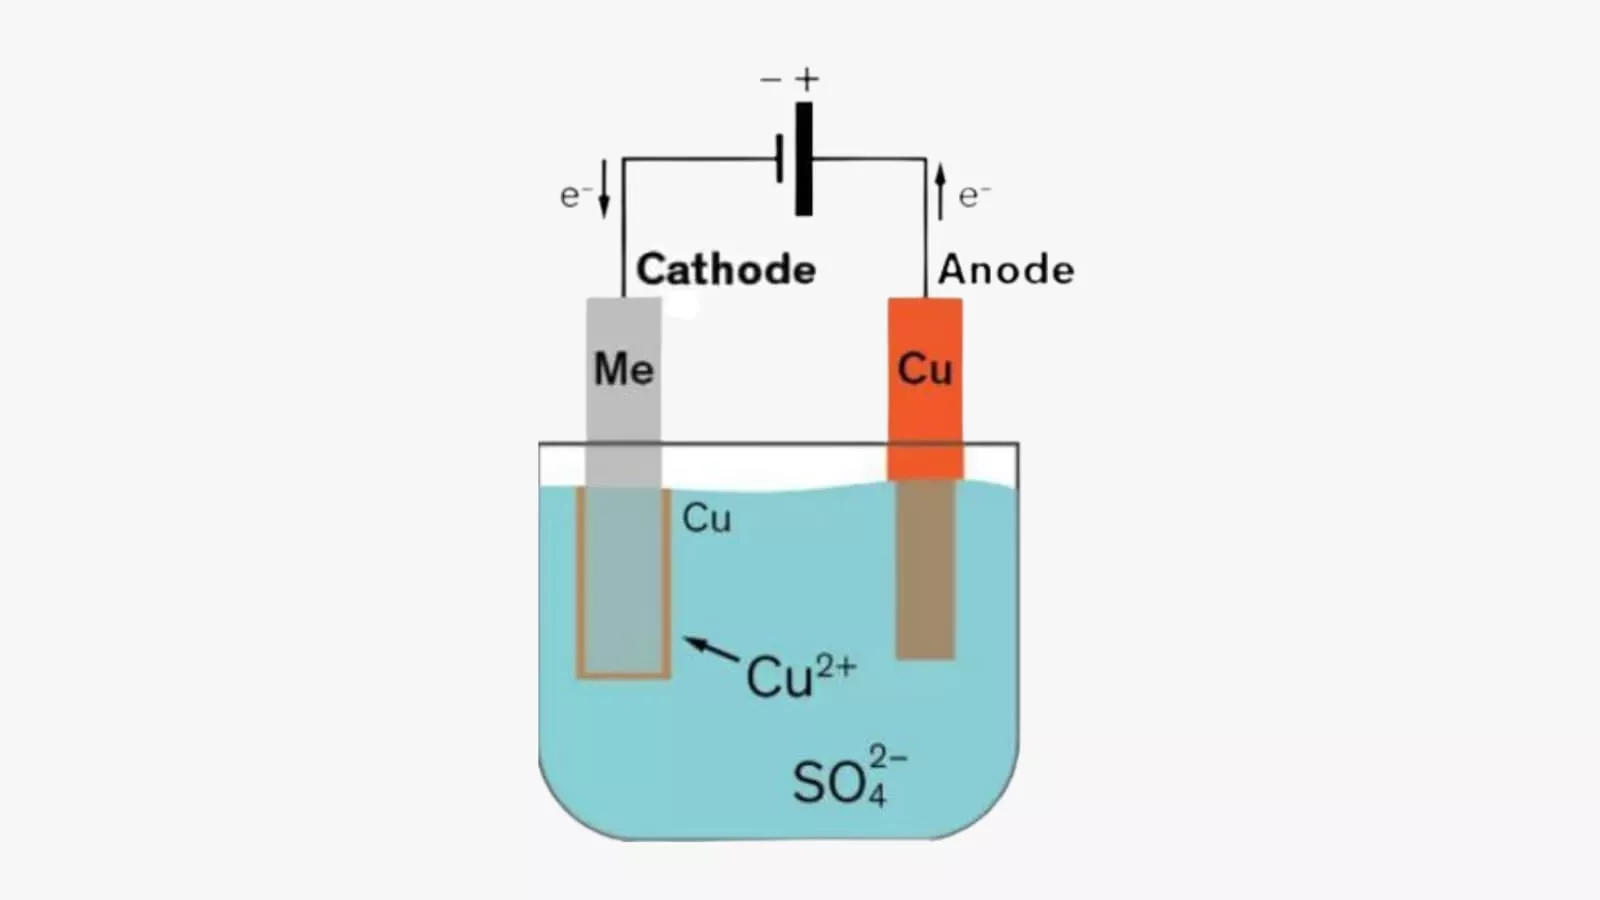 − +
e⁻ e⁻
Cathode Anode
Me Cu
Cu
Cu²⁺
SO₄²⁻